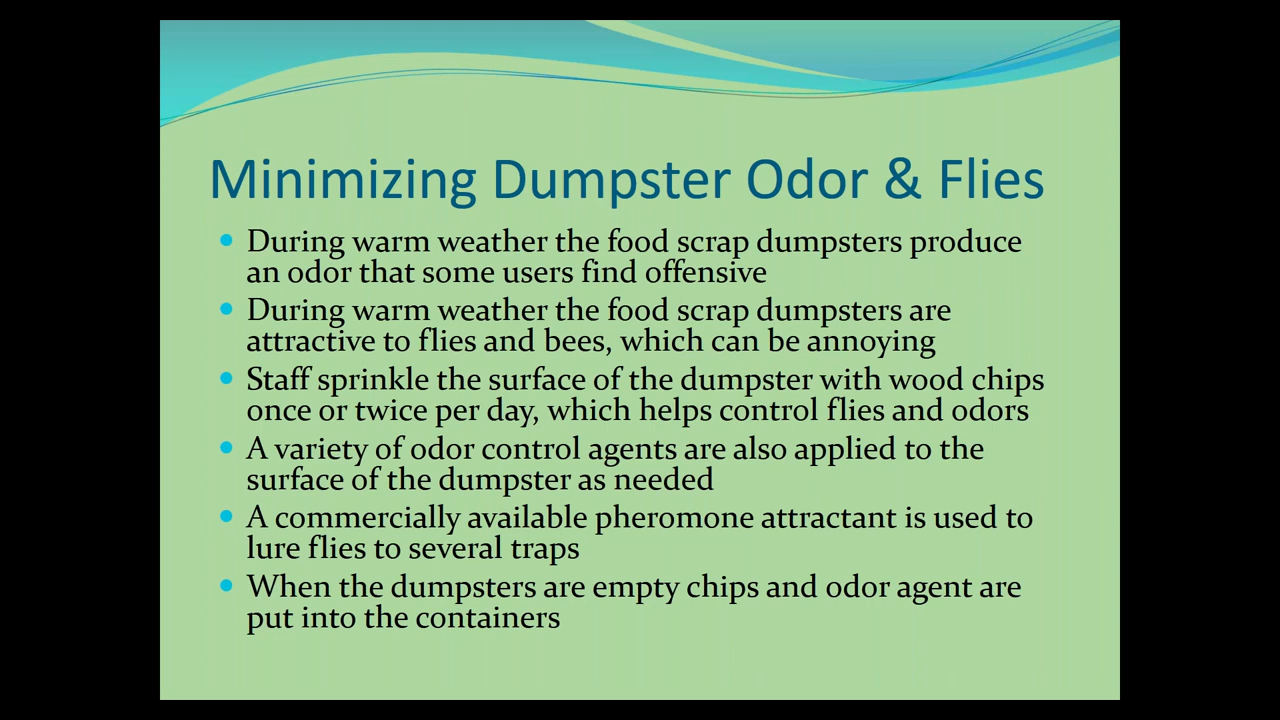 Minimizing Dumpster Odor & Flies
• During warm weather the food scrap dumpsters produce
an odor that some users find offensive
• During warm weather the food scrap dumpsters are
attractive to flies and bees, which can be annoying
• Staff sprinkle the surface of the dumpster with wood chips
once or twice per day, which helps control flies and odors
• A variety of odor control agents are also applied to the
surface of the dumpster as needed
• A commercially available pheromone attractant is used to
lure flies to several traps
• When the dumpsters are empty chips and odor agent are
put into the containers